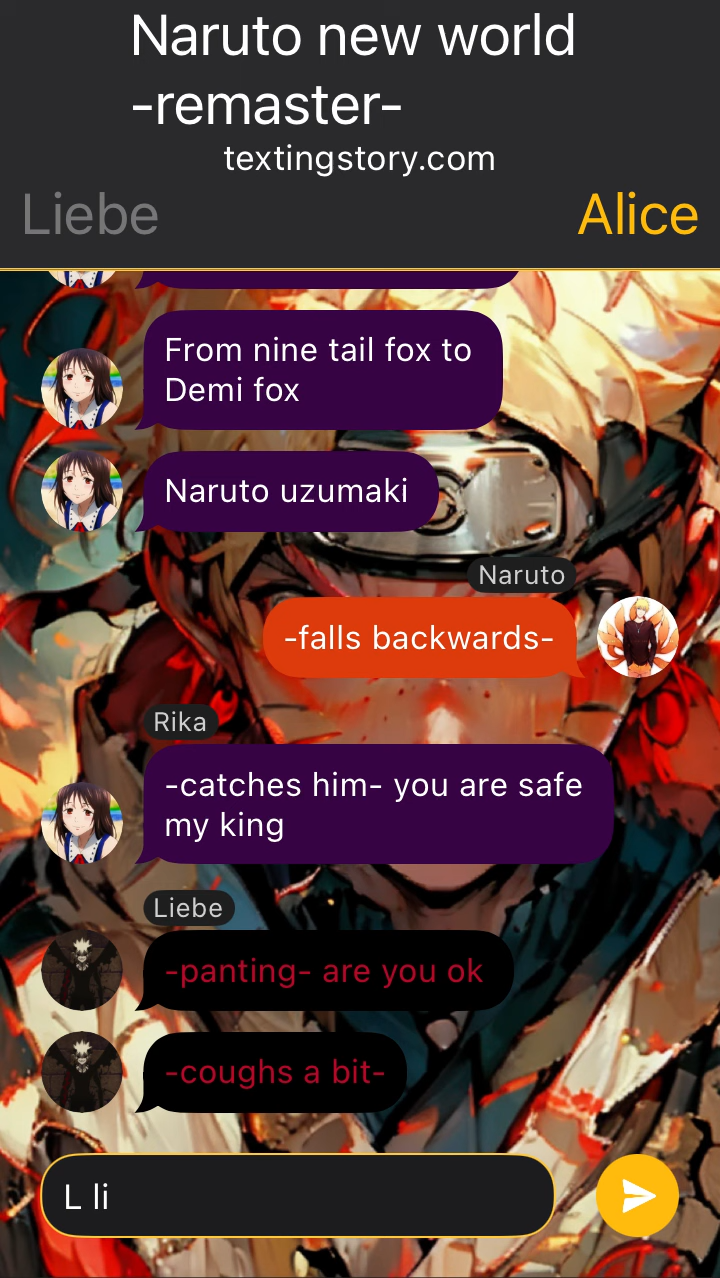 Naruto new world
-remaster-
textingstory.com
Liebe
Alice
From nine tail fox to
Demi fox
Naruto uzumaki
Naruto
-falls backwards-
Rika
-catches him- you are safe
my king
Liebe
-panting- are you ok
-coughs a bit-
L li